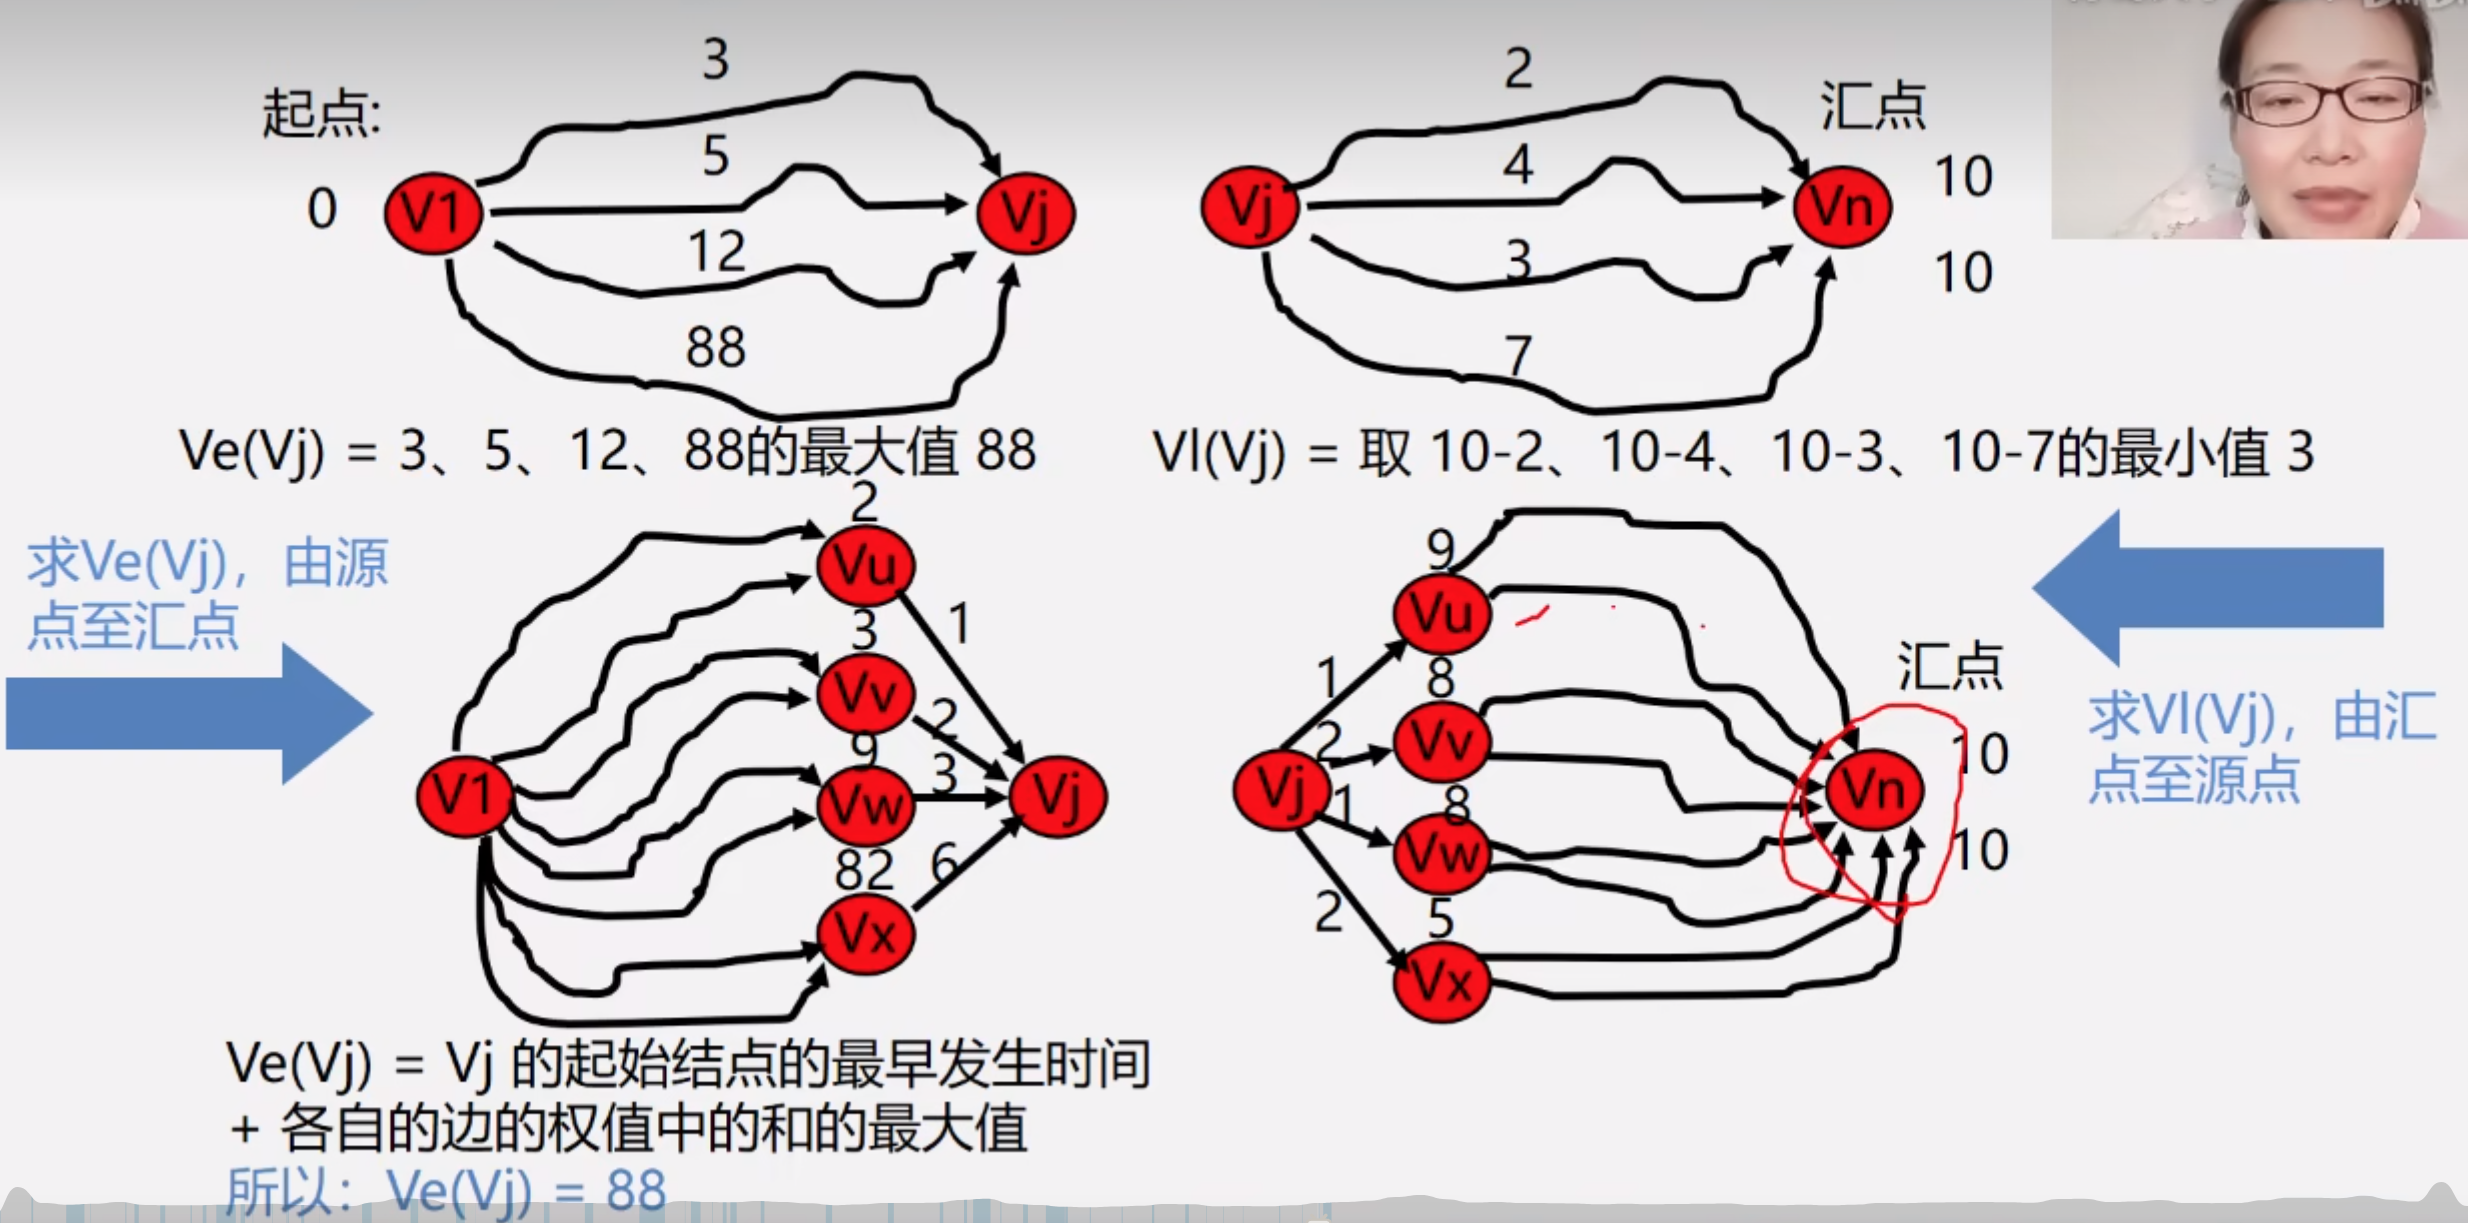 起点:
0
V1
3
5
12
88
Vj
Vj
2
4
3
7
汇点
Vn
10
10
Ve(Vj) = 3、5、12、88的最大值 88
Vl(Vj) = 取 10-2、10-4、10-3、10-7的最小值 3
求Ve(Vj)，由源
点至汇点
V1
2
Vu
3
Vv
9
Vw
82
Vx
1
2
3
6
Vj
Vj
1
2
1
2
9
Vu
8
Vv
8
Vw
5
Vx
汇点
Vn
10
10
求Vl(Vj)，由汇
点至源点
Ve(Vj) = Vj 的起始结点的最早发生时间
+ 各自的边的权值中的和的最大值
所以：Ve(Vj) = 88